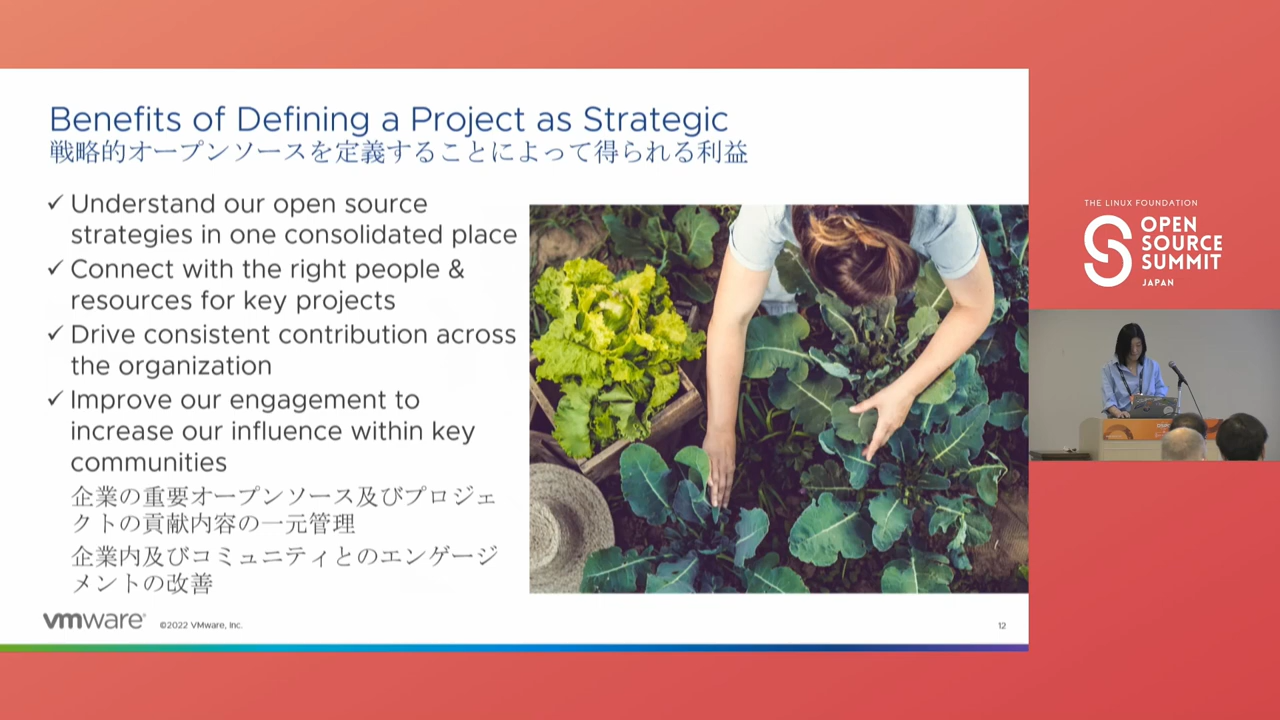 Benefits of Defining a Project as Strategic
戦略的オープンソースを定義することによって得られる利益
✓ Understand our open source
strategies in one consolidated place
✓ Connect with the right people &
resources for key projects
✓ Drive consistent contribution across
the organization
✓ Improve our engagement to
increase our influence within key
communities
企業の重要オープンソース及びプロジェ
クトの貢献内容の一元管理
企業内及びコミュニティとのエンゲージ
メントの改善
vmware®
©2022 VMware, Inc.
12
THE LINUX FOUNDATION
OPEN
SOURCE
SUMMIT
JAPAN